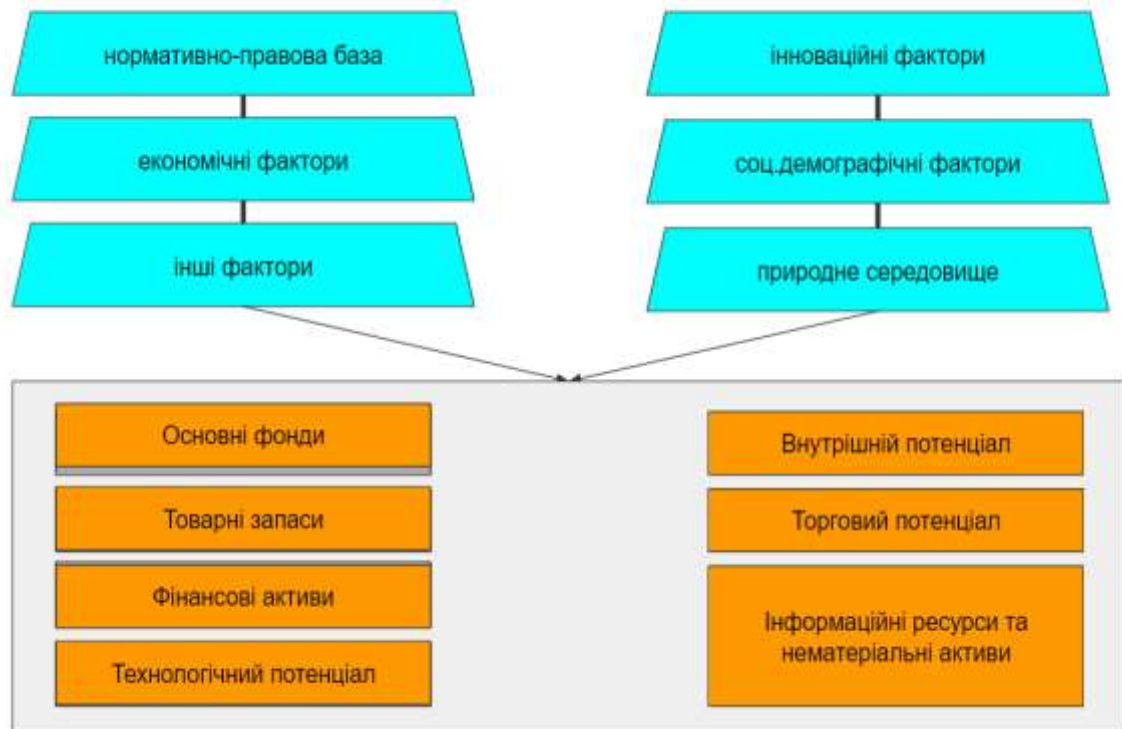 нормативно-правова база
економічні фактори
інші фактори
інноваційні фактори
соц.демографічні фактори
природне середовище
Основні фонди
Товарні запаси
Фінансові активи
Технологічний потенціал
Внутрішній потенціал
Торговий потенціал
Інформаційні ресурси та
нематеріальні активи